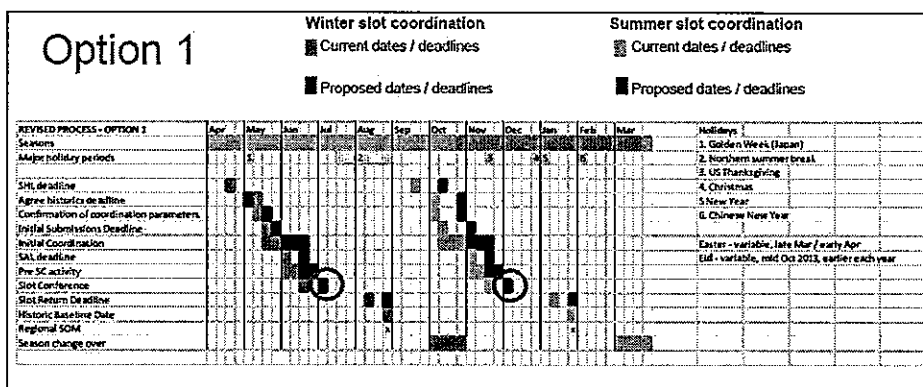 Option 1
Winter slot coordination
Current dates / deadlines
Proposed dates / deadlines
Summer slot coordination
Current dates / deadlines
Proposed dates / deadlines
REVISED PROCESS - OPTION 1 Apr May Jun Jul Aug Sep Oct Nov Dec Jan Feb Mar Holidays
Seasons 1. Golden Week (Japan)
Major holiday periods 2. Northern summer break
3. US Thanksgiving
SHL deadline 4. Christmas
Agree historics deadline 5 New Year
Confirmation of coordination parameters 6. Chinese New Year
Initial Submissions Deadline
Initial Coordination Easter - variable, late Mar / early Apr
SAL deadline Eid - variable, mid Oct 2013, earlier each year
Pre SC activity
Slot Conference
Slot Return Deadline
Historic Baseline Date
Regional SOM x x
Season change over